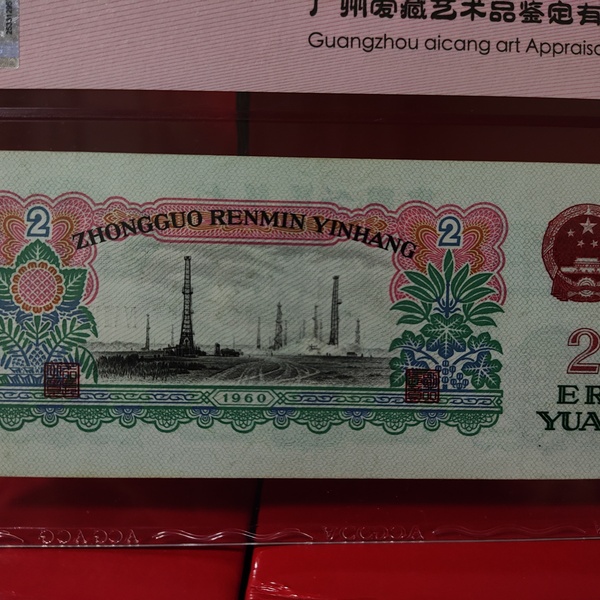 广州爱藏艺术品鉴定有
Guangzhou aicang art Appraisa
2 2
ZHONGGUO RENMIN YINHANG
1960
2
ER
YUA